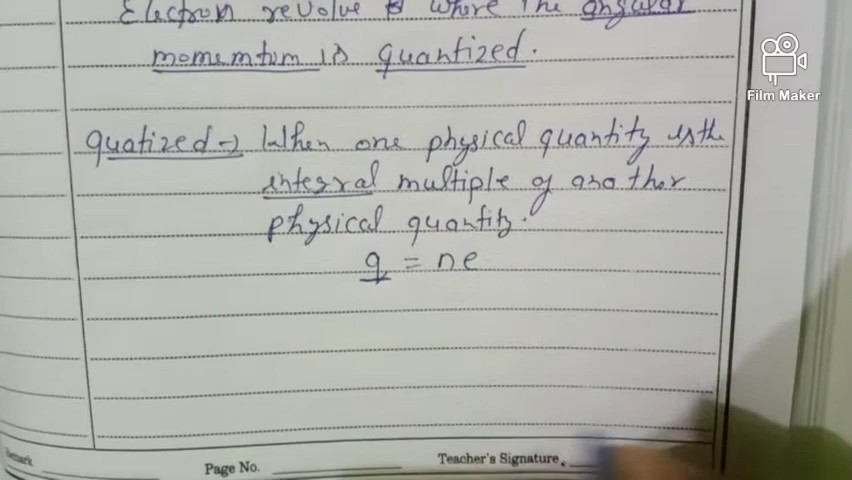 Electron revolve where the angular
momentum is quantized.
Film Maker
quatized → When one physical quantity is the
integral multiple of another
physical quantity.
q = ne
Remark
Page No.
Teacher's Signature